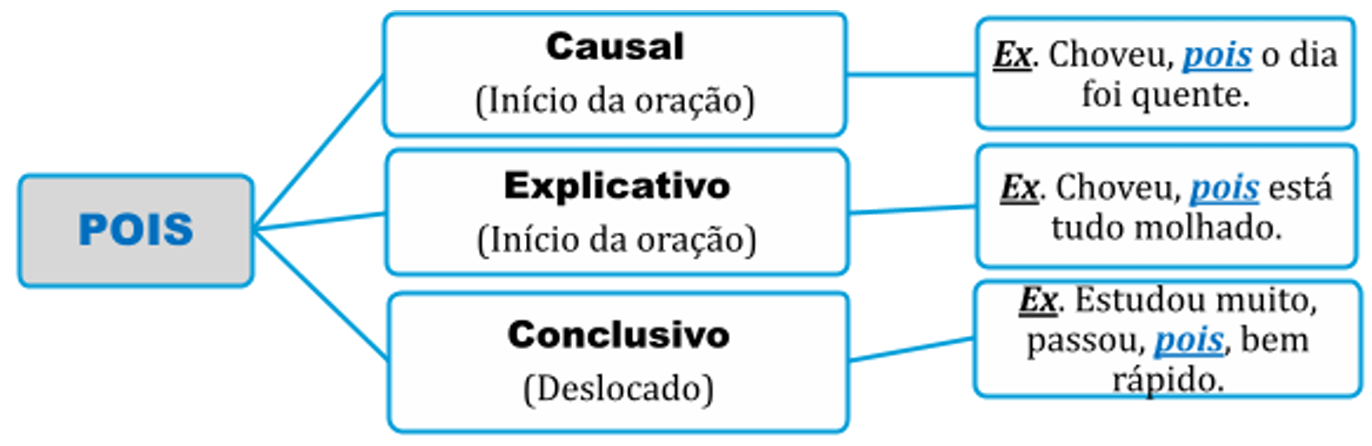 POIS
Causal
(Início da oração)
Ex. Choveu, pois o dia
foi quente.
Explicativo
(Início da oração)
Ex. Choveu, pois está
tudo molhado.
Conclusivo
(Deslocado)
Ex. Estudou muito,
passou, pois, bem
rápido.